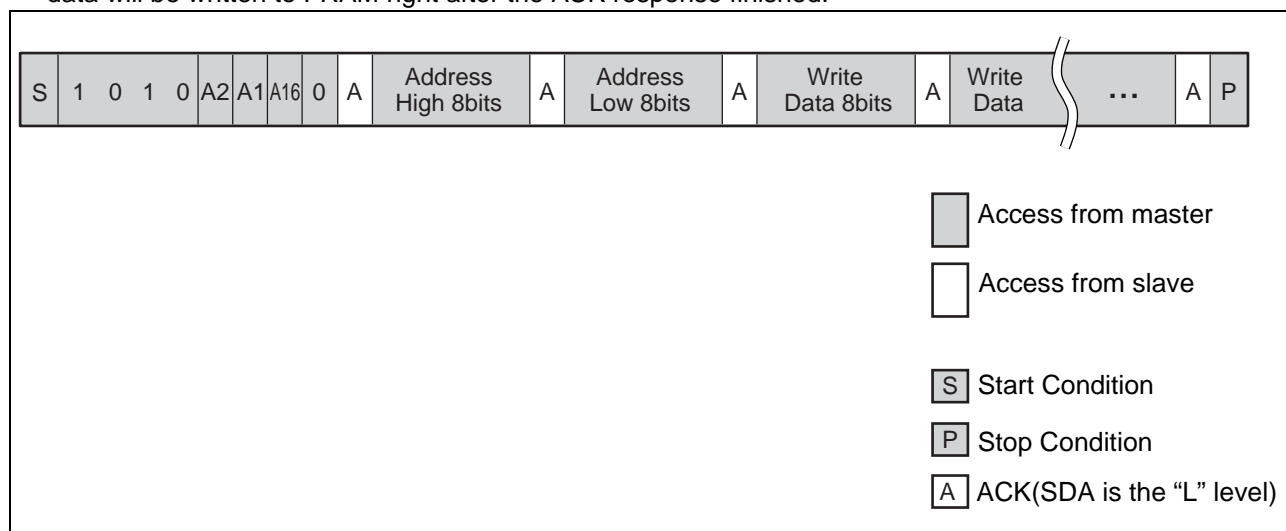 data will be written to FRAM right after the ACK response finished.
S 1 0 1 0 A2 A1 A16 0 A Address High 8bits A Address Low 8bits A Write Data 8bits A Write Data ... A P
Access from master
Access from slave
S Start Condition
P Stop Condition
A ACK(SDA is the “L” level)